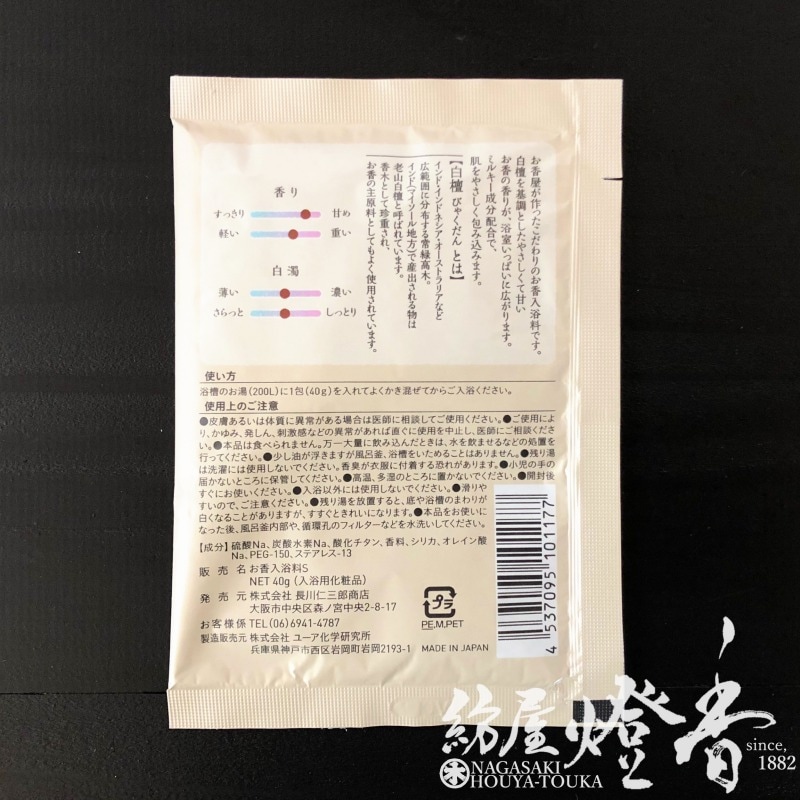 お香屋が作ったこだわりのお香入浴料です。
白檀を基調としたやさしくて甘い
お香の香りが、浴室いっぱいに広がります。
ミルキー成分配合で、
肌をやさしく包み込みます。
【白檀 びゃくだん とは】
インド・インドネシア・オーストラリアなど
広範囲に分布する常緑高木。
インド(マイソール地方)で産出される物は
老山白檀と呼ばれています。
香木として珍重され、
お香の主原料としてもよく使用されています。
香り
すっきり 甘め
軽い 重い
白濁
薄い 濃い
さらっと しっとり
使い方
浴槽のお湯(200L)に1包(40g)を入れてよくかき混ぜてからご入浴ください。
使用上のご注意
●皮膚あるいは体質に異常がある場合は医師に相談してご使用ください。●ご使用によ
り、かゆみ、発しん、刺激感などの異常があれば直ぐに使用を中止し、医師にご相談くださ
い。●本品は食べられません。万一大量に飲み込んだときは、水を飲ませるなどの処置を
行ってください。●少し油が浮きますが風呂釜、浴槽をいためることはありません。●残り湯
は洗濯には使用しないでください。香臭が衣服に付着する恐れがあります。●小児の手の
届かないところに保管してください。●高温、多湿のところに置かないでください。●開封後
すぐにお使いください。●入浴以外には使用しないでください。●滑りや
すいので、ご注意ください。●残り湯を放置すると、底や浴槽のまわりが
白くなることがありますが、すすぐときれいになります。●本品をお使いに
なった後、風呂釜内部や、循環孔のフィルターなどを水洗いしてください。
【成分】硫酸Na、炭酸水素Na、酸化チタン、香料、シリカ、オレイン酸
Na、PEG-150、ステアレス-13
販売名 お香入浴料S
NET 40g (入浴用化粧品)
発売元 株式会社 長川仁三郎商店
大阪市中央区森ノ宮中央2-8-17
お客様係 TEL(06)6941-4787
製造販売元 株式会社 ユーア化学研究所
兵庫県神戸市西区岩岡町岩岡2193-1 MADE IN JAPAN
プラ
PE,M,PET
4 537095 101177
紡屋燈香
since,
1882
NAGASAKI
HOUYA-TOUKA